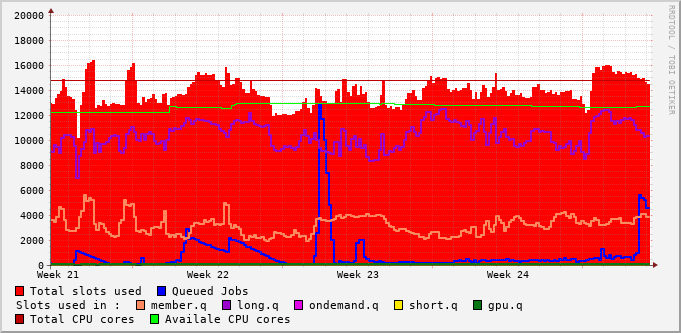 20000
18000
16000
14000
12000
10000
8000
6000
4000
2000
0
Week 21 Week 22 Week 23 Week 24
Total slots used Queued Jobs
Slots used in : member.q long.q ondemand.q short.q gpu.q
Total CPU cores Availale CPU cores
RRDTOOL / TOBI OETIKER